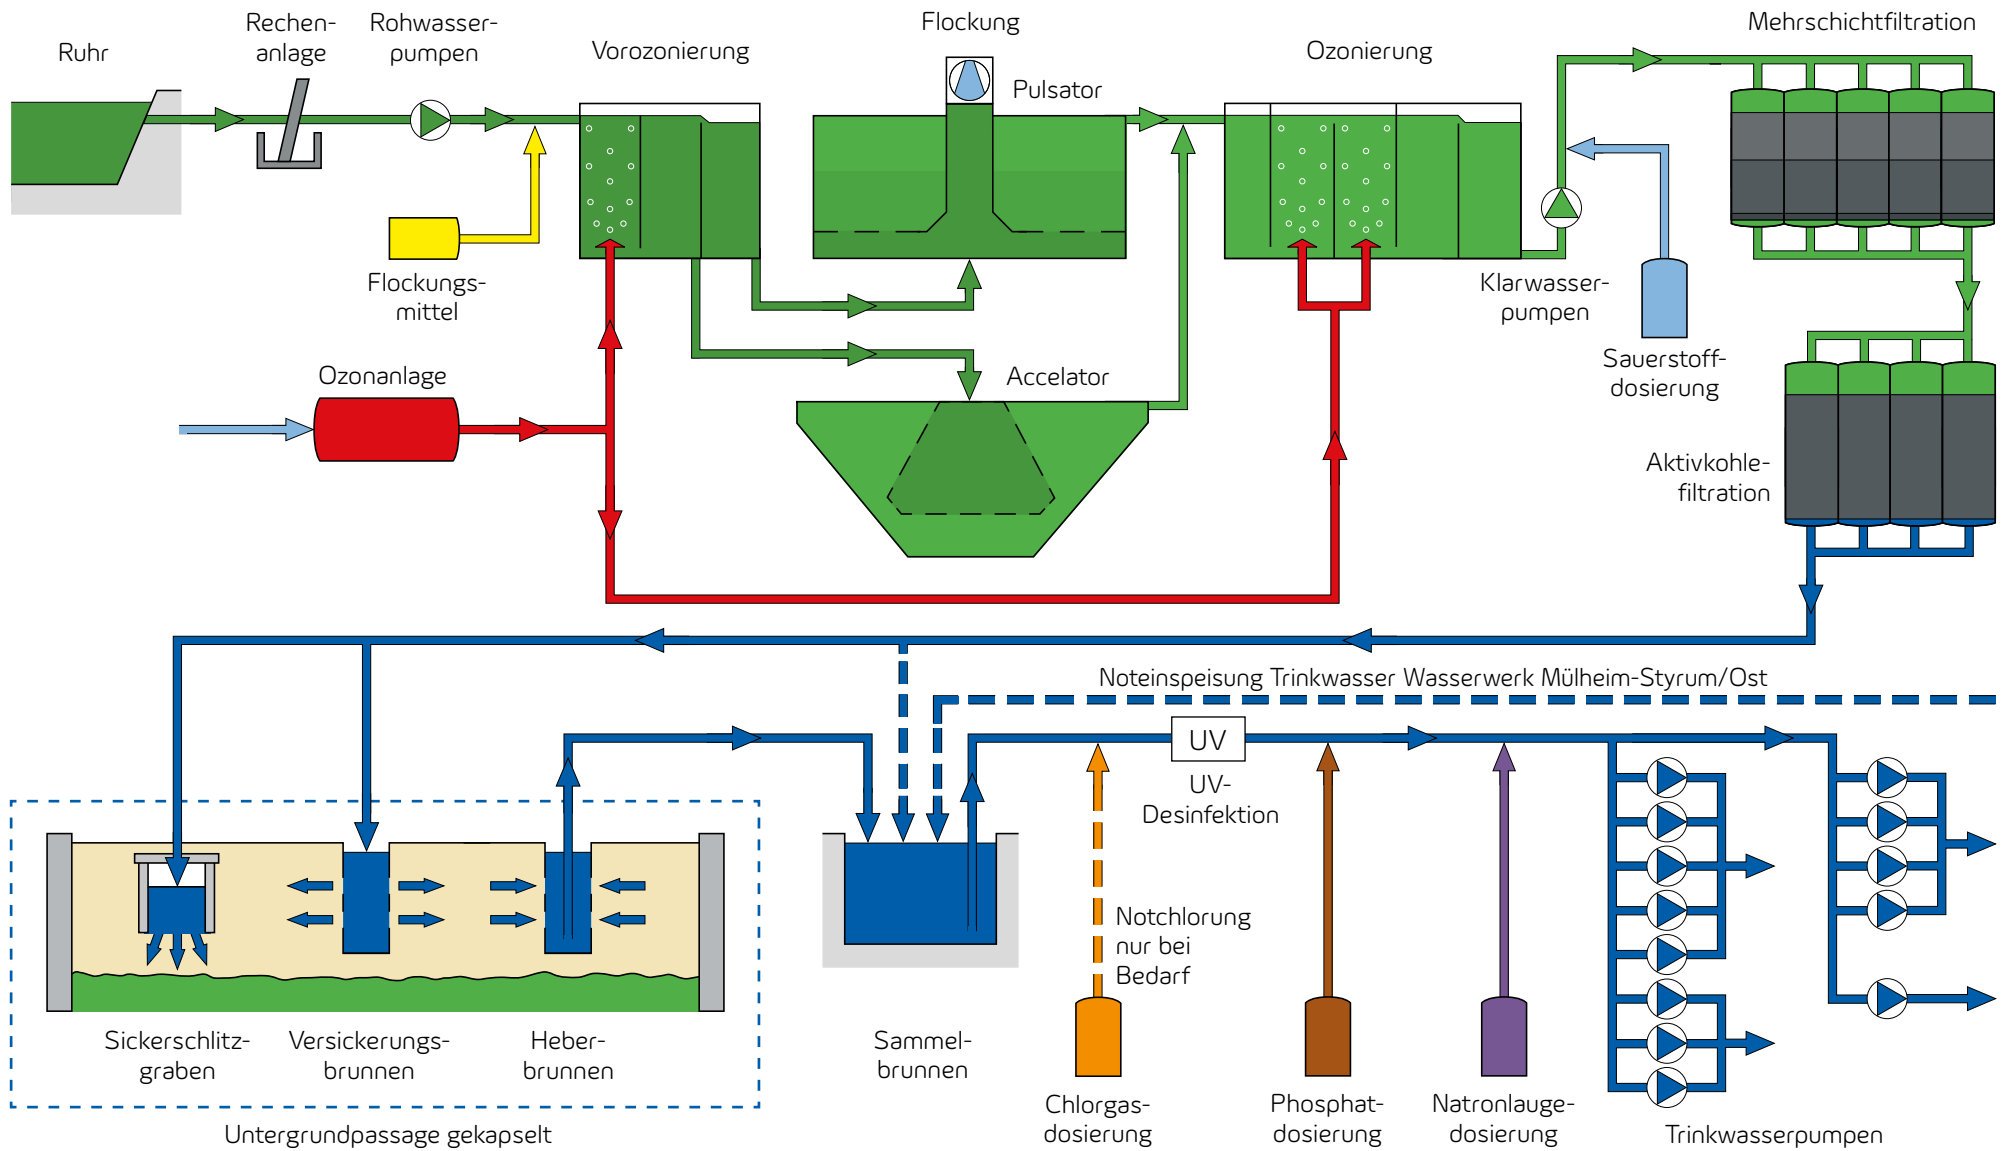 Ruhr
Rechen-
anlage
Rohwasser-
pumpen
Vorozonierung
Flockung
Pulsator
Ozonierung
Mehrschichtfiltration
Flockungs-
mittel
Klarwasser-
pumpen
Sauerstoff-
dosierung
Ozonanlage
Accelator
Aktivkohle-
filtration
Noteinspeisung Trinkwasser Wasserwerk Mülheim-Styrum/Ost
UV
UV-
Desinfektion
Notchlorung
nur bei
Bedarf
Sickerschlitz-
graben
Versickerungs-
brunnen
Heber-
brunnen
Sammel-
brunnen
Chlorgas-
dosierung
Phosphat-
dosierung
Natronlauge-
dosierung
Trinkwasserpumpen
Untergrundpassage gekapselt